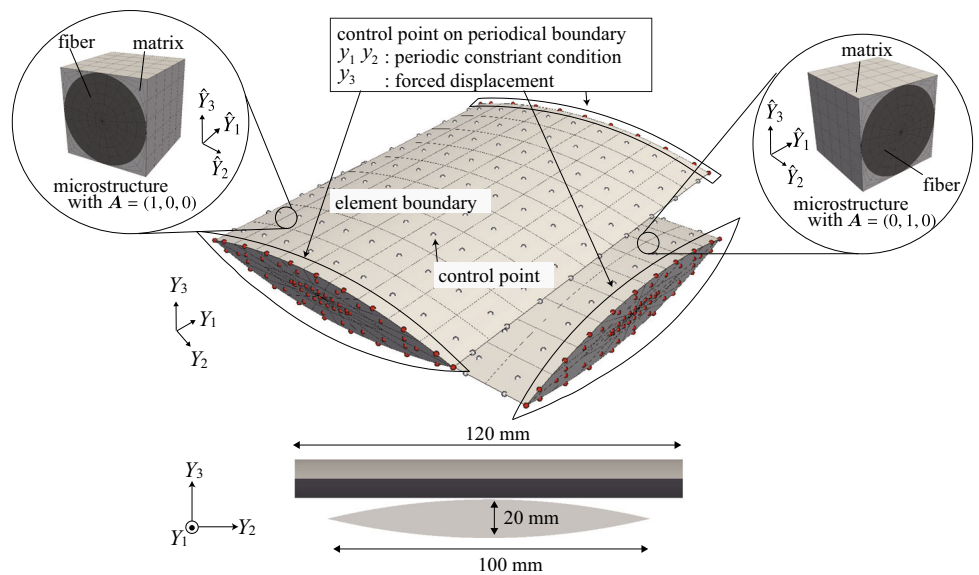 fiber
matrix
Ŷ3
Ŷ1
Ŷ2
microstructure
with A = (1, 0, 0)
control point on periodical boundary
y1 y2 : periodic constriant condition
y3 : forced displacement
matrix
Ŷ3
Ŷ1
Ŷ2
fiber
microstructure
with A = (0, 1, 0)
element boundary
control point
Y3
Y1
Y2
120 mm
Y3
Y1
Y2
20 mm
100 mm